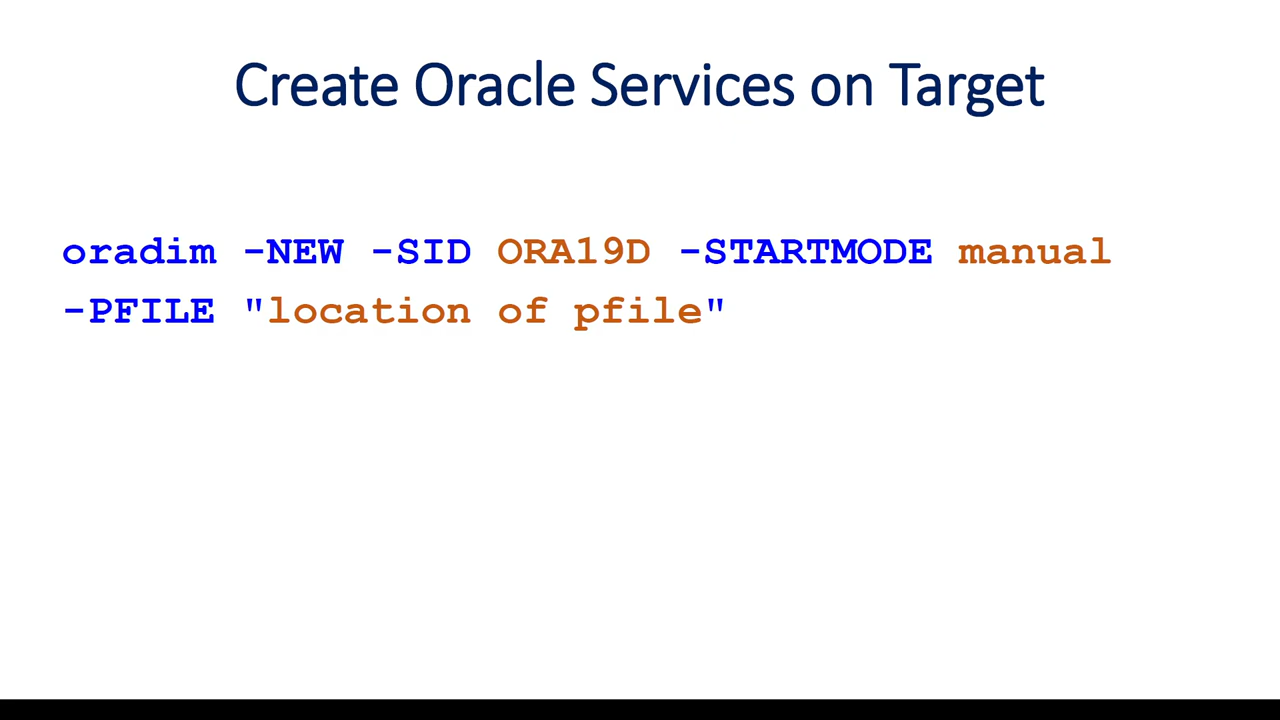 Create Oracle Services on Target
oradim -NEW -SID ORA19D -STARTMODE manual
-PFILE "location of pfile"